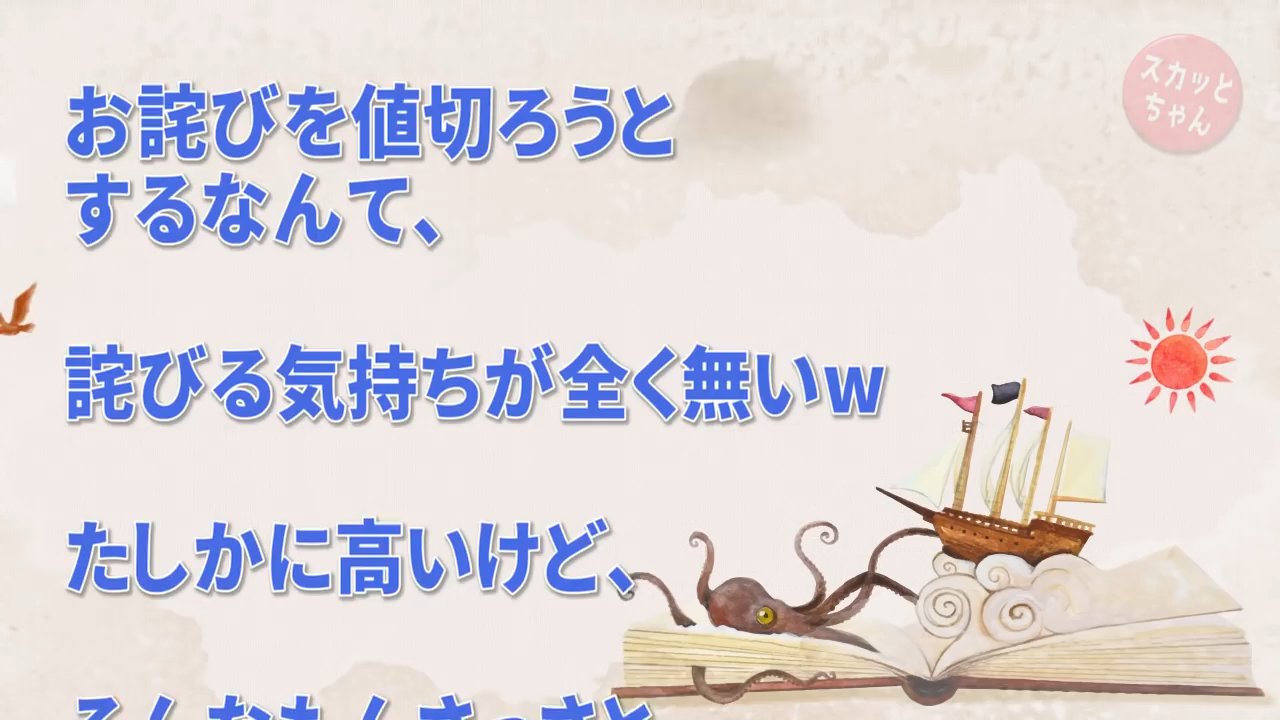 スカッと
ちゃん
お詫びを値切ろうと
するなんて、
詫びる気持ちが全く無いw
たしかに高いけど、